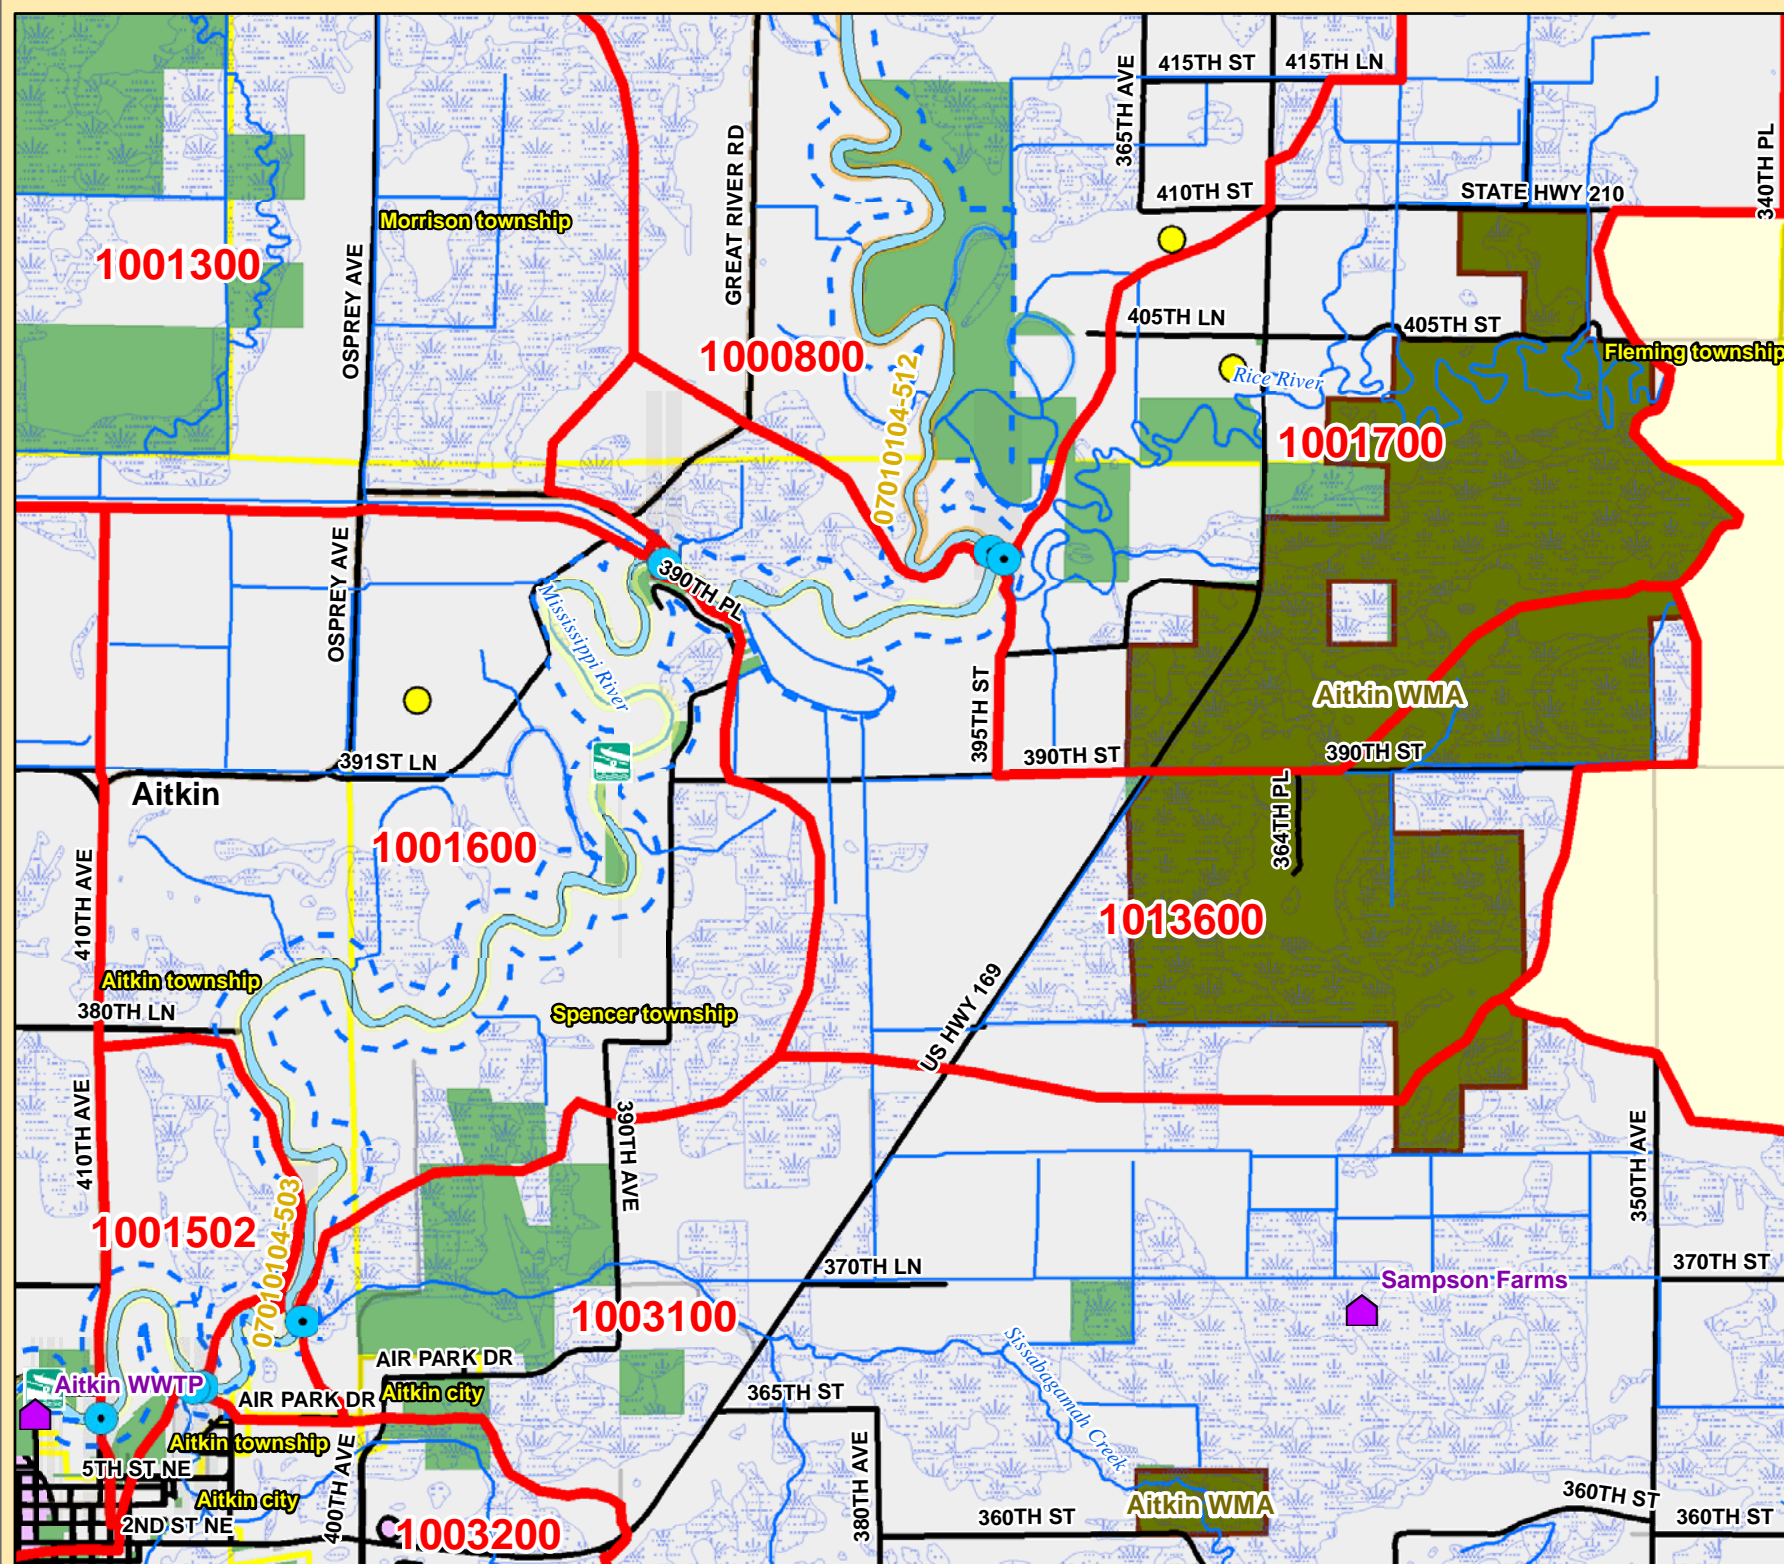 415TH ST
415TH LN
365TH AVE
GREAT RIVER RD
340TH PL
410TH ST
STATE HWY 210
Morrison township
1001300
OSPREY AVE
405TH LN
405TH ST
Fleming township
1000800
Rice River
07010104-512
1001700
OSPREY AVE
390TH PL
Mississippi River
395TH ST
Aitkin WMA
391ST LN
390TH ST
390TH ST
Aitkin
364TH PL
1001600
410TH AVE
1013600
Aitkin township
380TH LN
Spencer township
US HWY 169
410TH AVE
390TH AVE
350TH AVE
1001502
07010104-503
370TH LN
370TH ST
Sampson Farms
1003100
AIR PARK DR
Sissabagamah Creek
Aitkin WWTP
AIR PARK DR
Aitkin city
365TH ST
Aitkin township
5TH ST NE
400TH AVE
380TH AVE
Aitkin city
Aitkin WMA
360TH ST
2ND ST NE
1003200
360TH ST
360TH ST